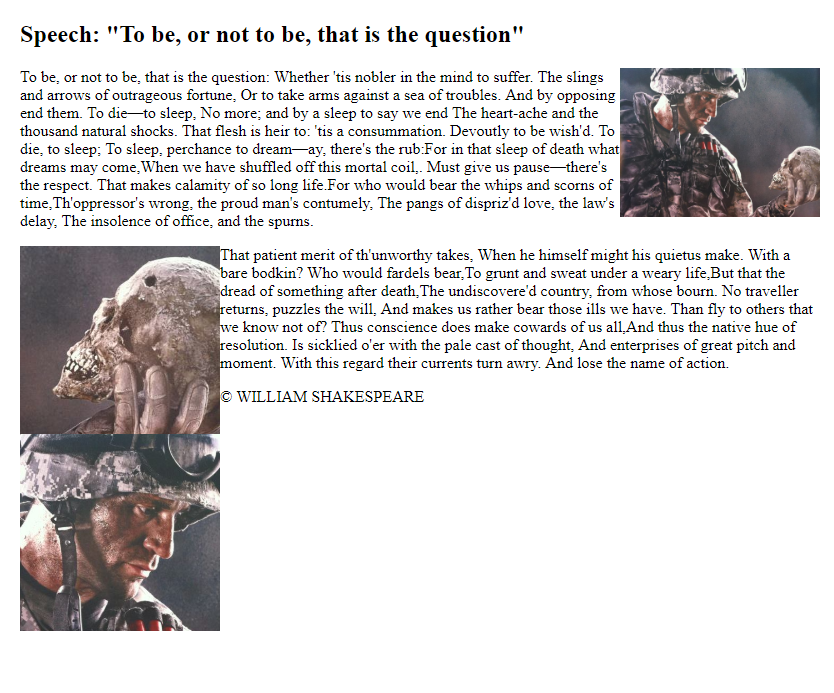 Speech: "To be, or not to be, that is the question"
To be, or not to be, that is the question: Whether 'tis nobler in the mind to suffer. The slings
and arrows of outrageous fortune, Or to take arms against a sea of troubles. And by opposing
end them. To die—to sleep, No more; and by a sleep to say we end The heart-ache and the
thousand natural shocks. That flesh is heir to: 'tis a consummation. Devoutly to be wish'd. To
die, to sleep; To sleep, perchance to dream—ay, there's the rub:For in that sleep of death what
dreams may come,When we have shuffled off this mortal coil,. Must give us pause—there's
the respect. That makes calamity of so long life.For who would bear the whips and scorns of
time,Th'oppressor's wrong, the proud man's contumely, The pangs of dispriz'd love, the law's
delay, The insolence of office, and the spurns.
That patient merit of th'unworthy takes, When he himself might his quietus make. With a
bare bodkin? Who would fardels bear,To grunt and sweat under a weary life,But that the
dread of something after death,The undiscovere'd country, from whose bourn. No traveller
returns, puzzles the will, And makes us rather bear those ills we have. Than fly to others that
we know not of? Thus conscience does make cowards of us all,And thus the native hue of
resolution. Is sicklied o'er with the pale cast of thought, And enterprises of great pitch and
moment. With this regard their currents turn awry. And lose the name of action.
© WILLIAM SHAKESPEARE